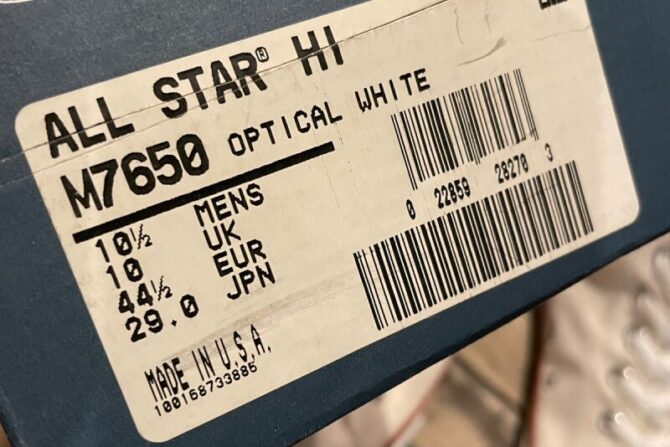 ALL STAR® HI
M7650 OPTICAL WHITE
10½ MENS
10 UK
44½ EUR
29.0 JPN
0 22859 28270 3
MADE IN U.S.A.
100168733885